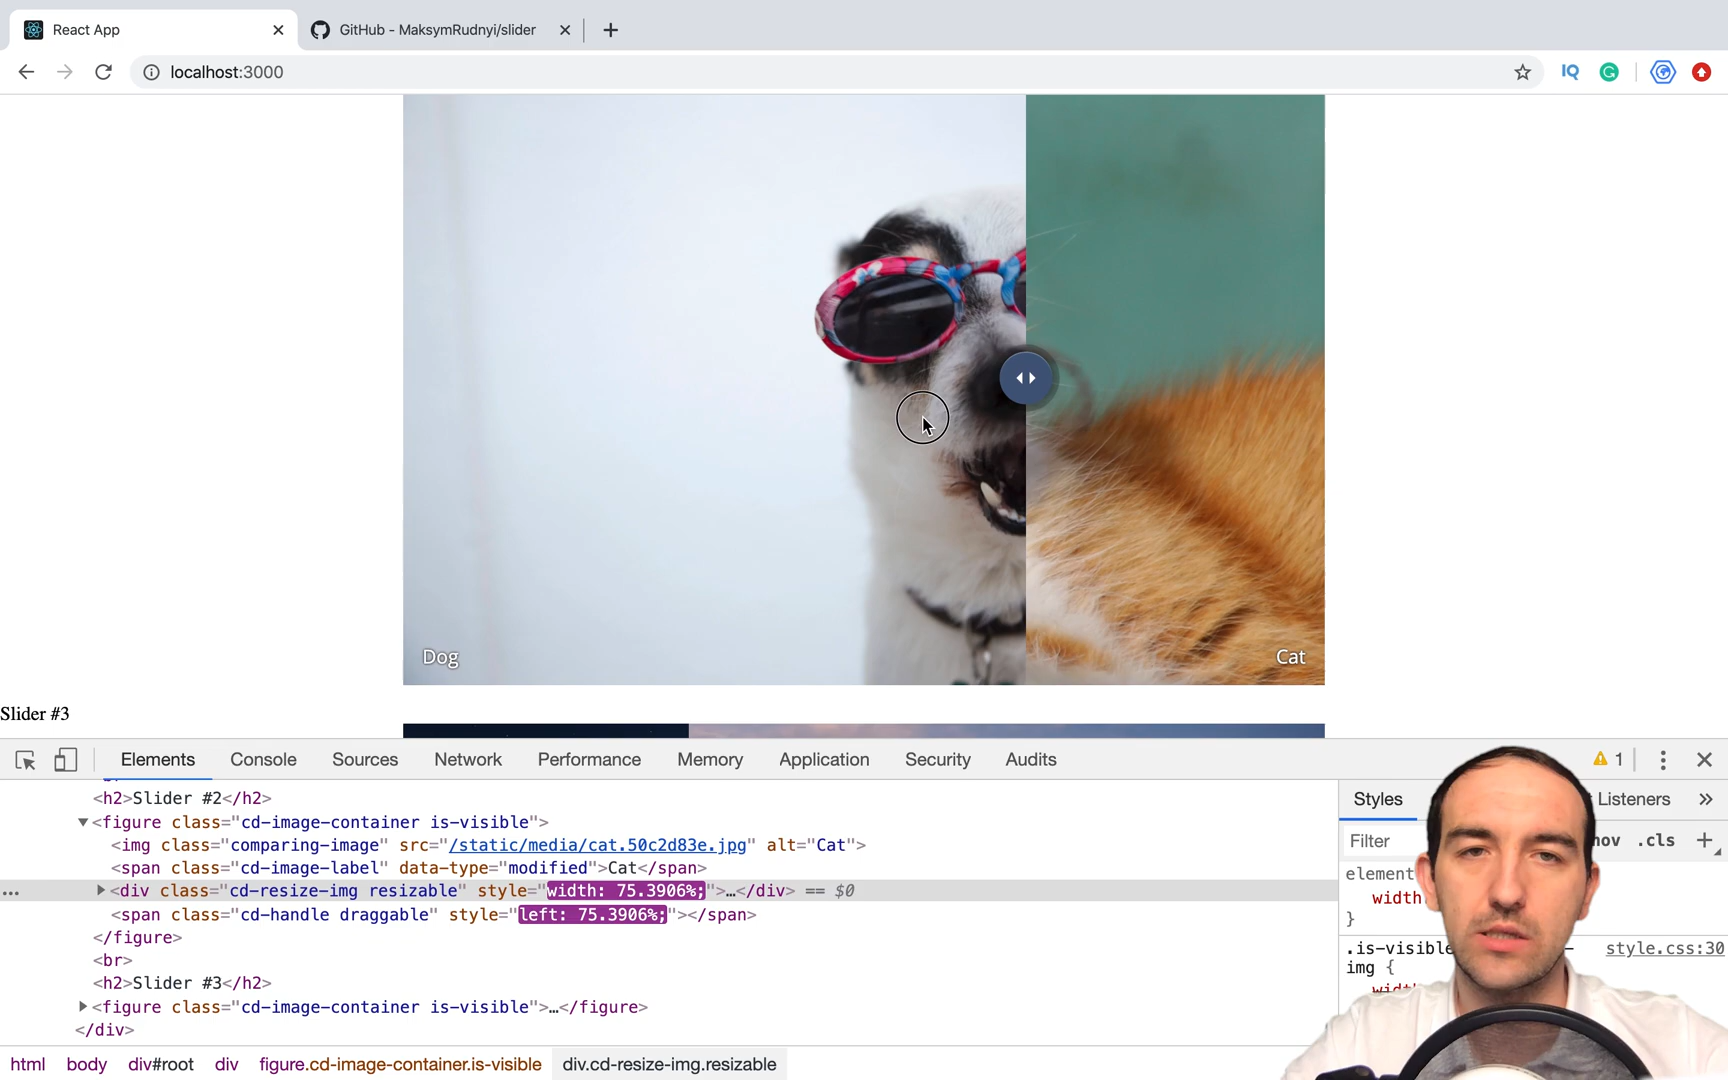 React App
GitHub - MaksymRudnyi/slider
localhost:3000
IQ
Dog
Cat
Slider #3
Elements Console Sources Network Performance Memory Application Security Audits 1
<h2>Slider #2</h2>
<figure class="cd-image-container is-visible">
<img class="comparing-image" src="/static/media/cat.50c2d83e.jpg" alt="Cat">
<span class="cd-image-label" data-type="modified">Cat</span>
<div class="cd-resize-img resizable" style="width: 75.3906%;">…</div> == $0
<span class="cd-handle draggable" style="left: 75.3906%;"></span>
</figure>
<br>
<h2>Slider #3</h2>
<figure class="cd-image-container is-visible">…</figure>
</div>
html body div#root div figure.cd-image-container.is-visible div.cd-resize-img.resizable
Styles Listeners »
Filter .cls +
element
width
}
.is-visible style.css:30
img {